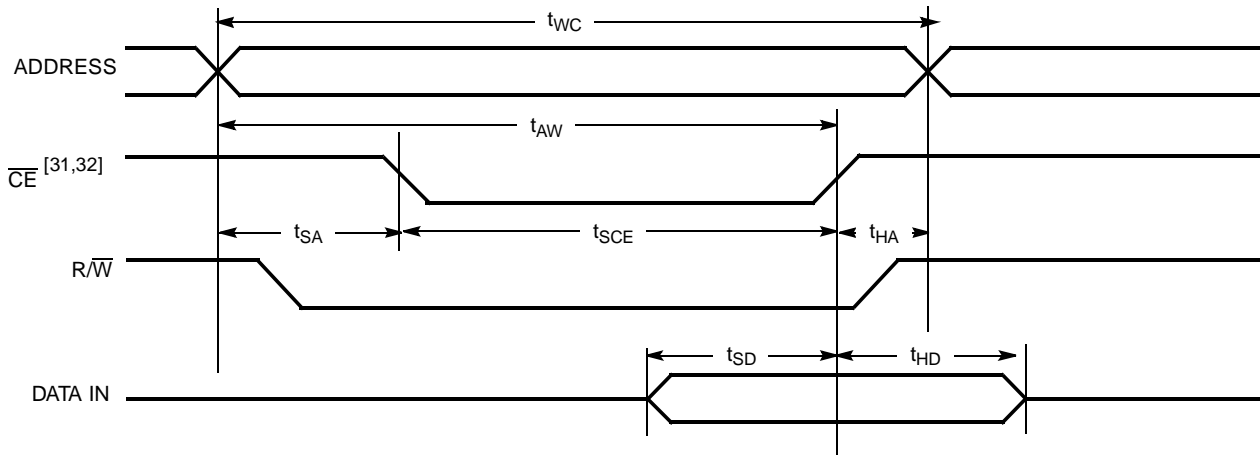 tWC
ADDRESS
tAW
CE [31,32]
tSA
tSCE
tHA
R/W
tSD
tHD
DATA IN